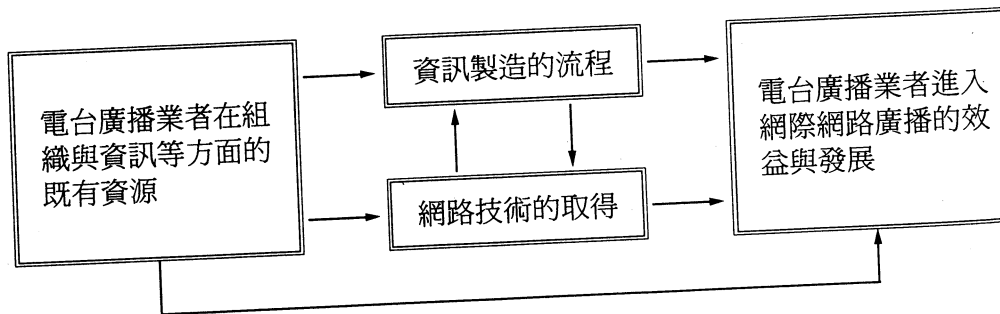 電台廣播業者在組
織與資訊等方面的
既有資源
資訊製造的流程
網路技術的取得
電台廣播業者進入
網際網路廣播的效
益與發展